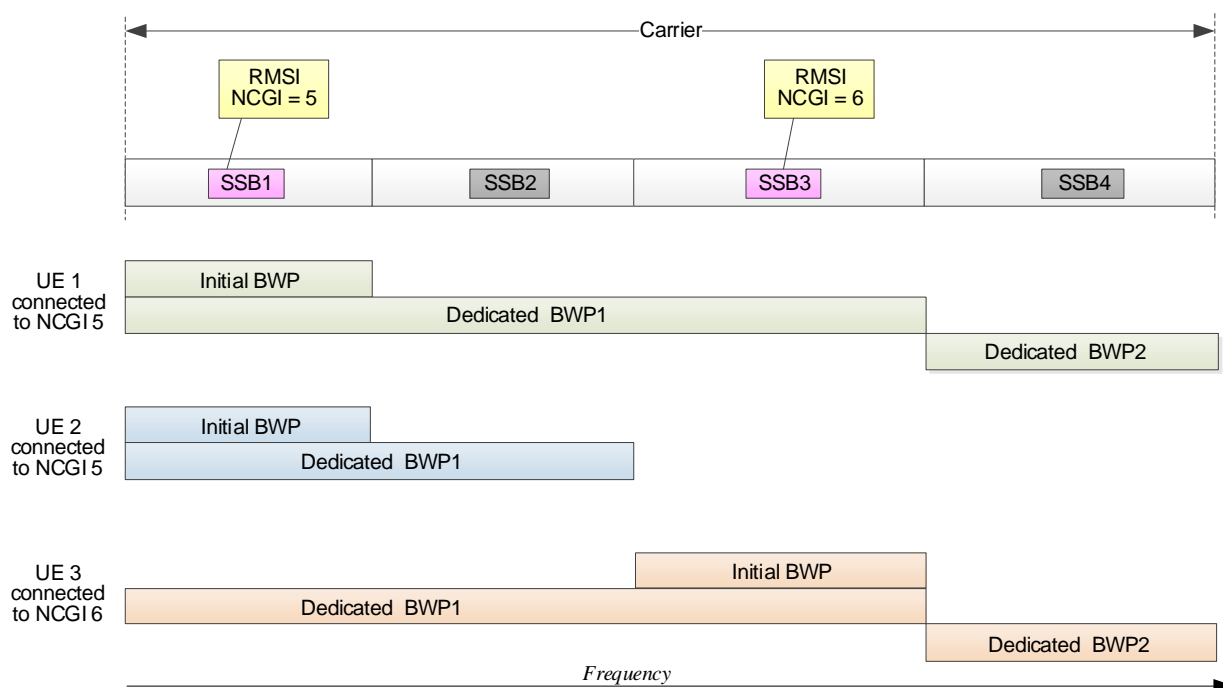 Carrier
RMSI
NCGI = 5
RMSI
NCGI = 6
SSB1
SSB2
SSB3
SSB4
UE 1
connected
to NCGI 5
Initial BWP
Dedicated BWP1
Dedicated BWP2
UE 2
connected
to NCGI 5
Initial BWP
Dedicated BWP1
UE 3
connected
to NCGI 6
Initial BWP
Dedicated BWP1
Dedicated BWP2
Frequency